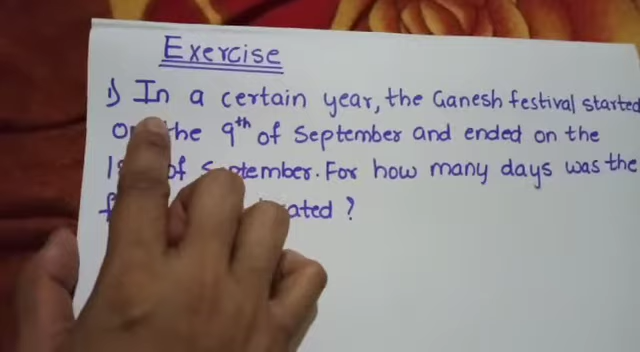 Exercise
1) In a certain year, the Ganesh festival started
the 9th of September and ended on the
of September. For how many days was the
?